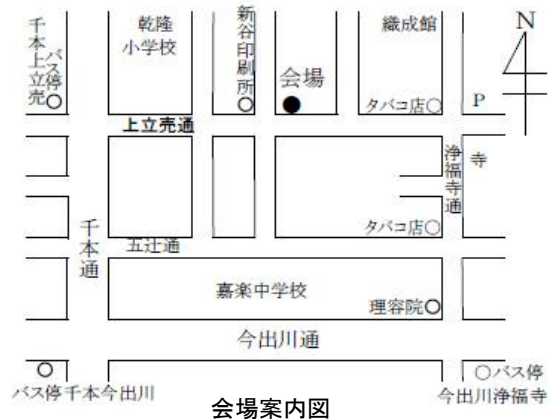 千本上立売
バス停
乾隆
小学校
新谷印刷所
会場
織成館
タバコ店
P
N
上立売通
浄福寺通
寺
千本通
五辻通
タバコ店
嘉楽中学校
理容院
今出川通
バス停千本今出川
バス停
今出川浄福寺
会場案内図